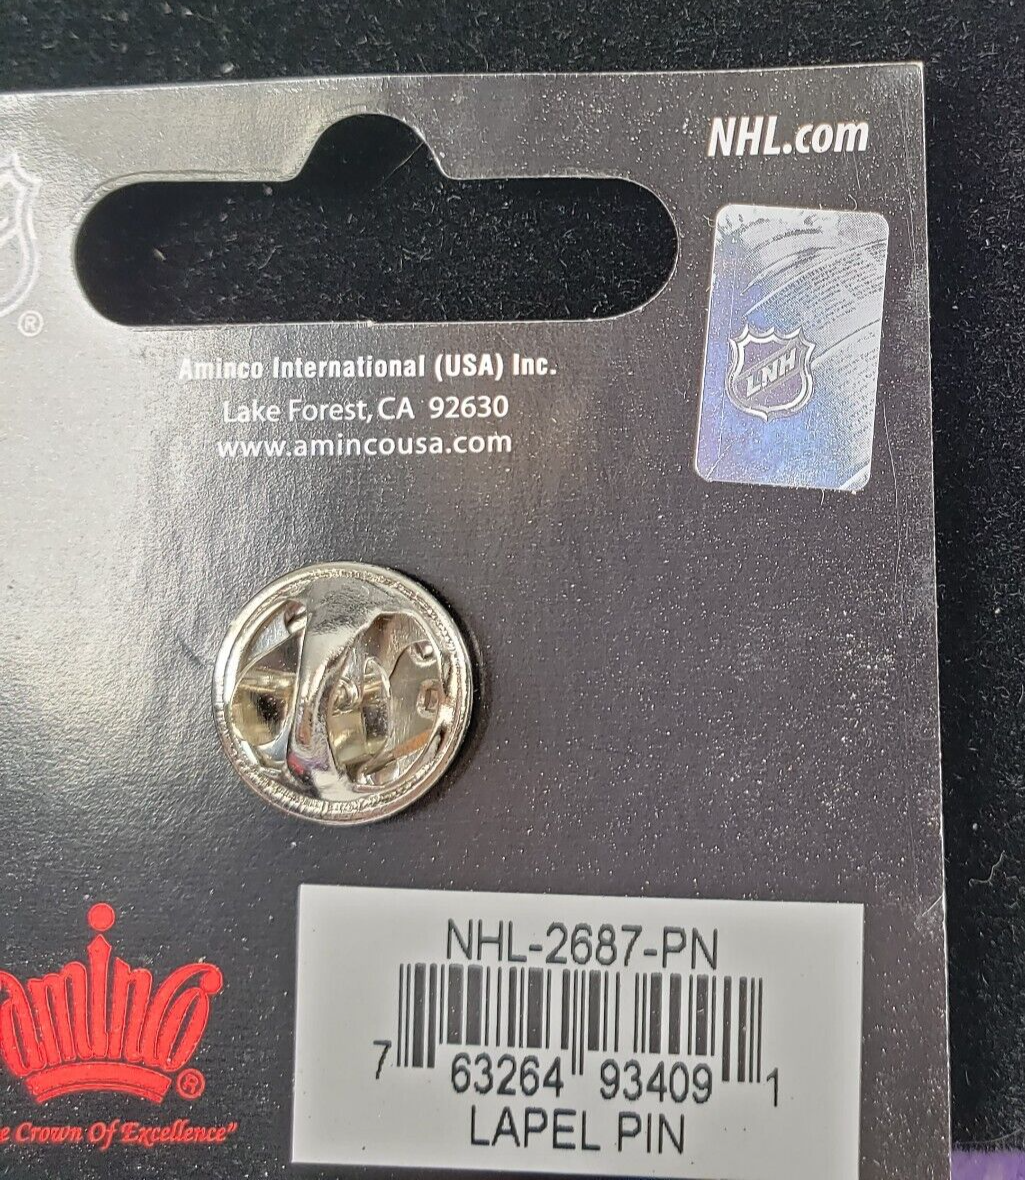 NHL.com
®
LNH
Aminco International (USA) Inc.
Lake Forest, CA 92630
www.amincousa.com
NHL-2687-PN
7 63264 93409 1
LAPEL PIN
aminco®
Crown Of Excellence"